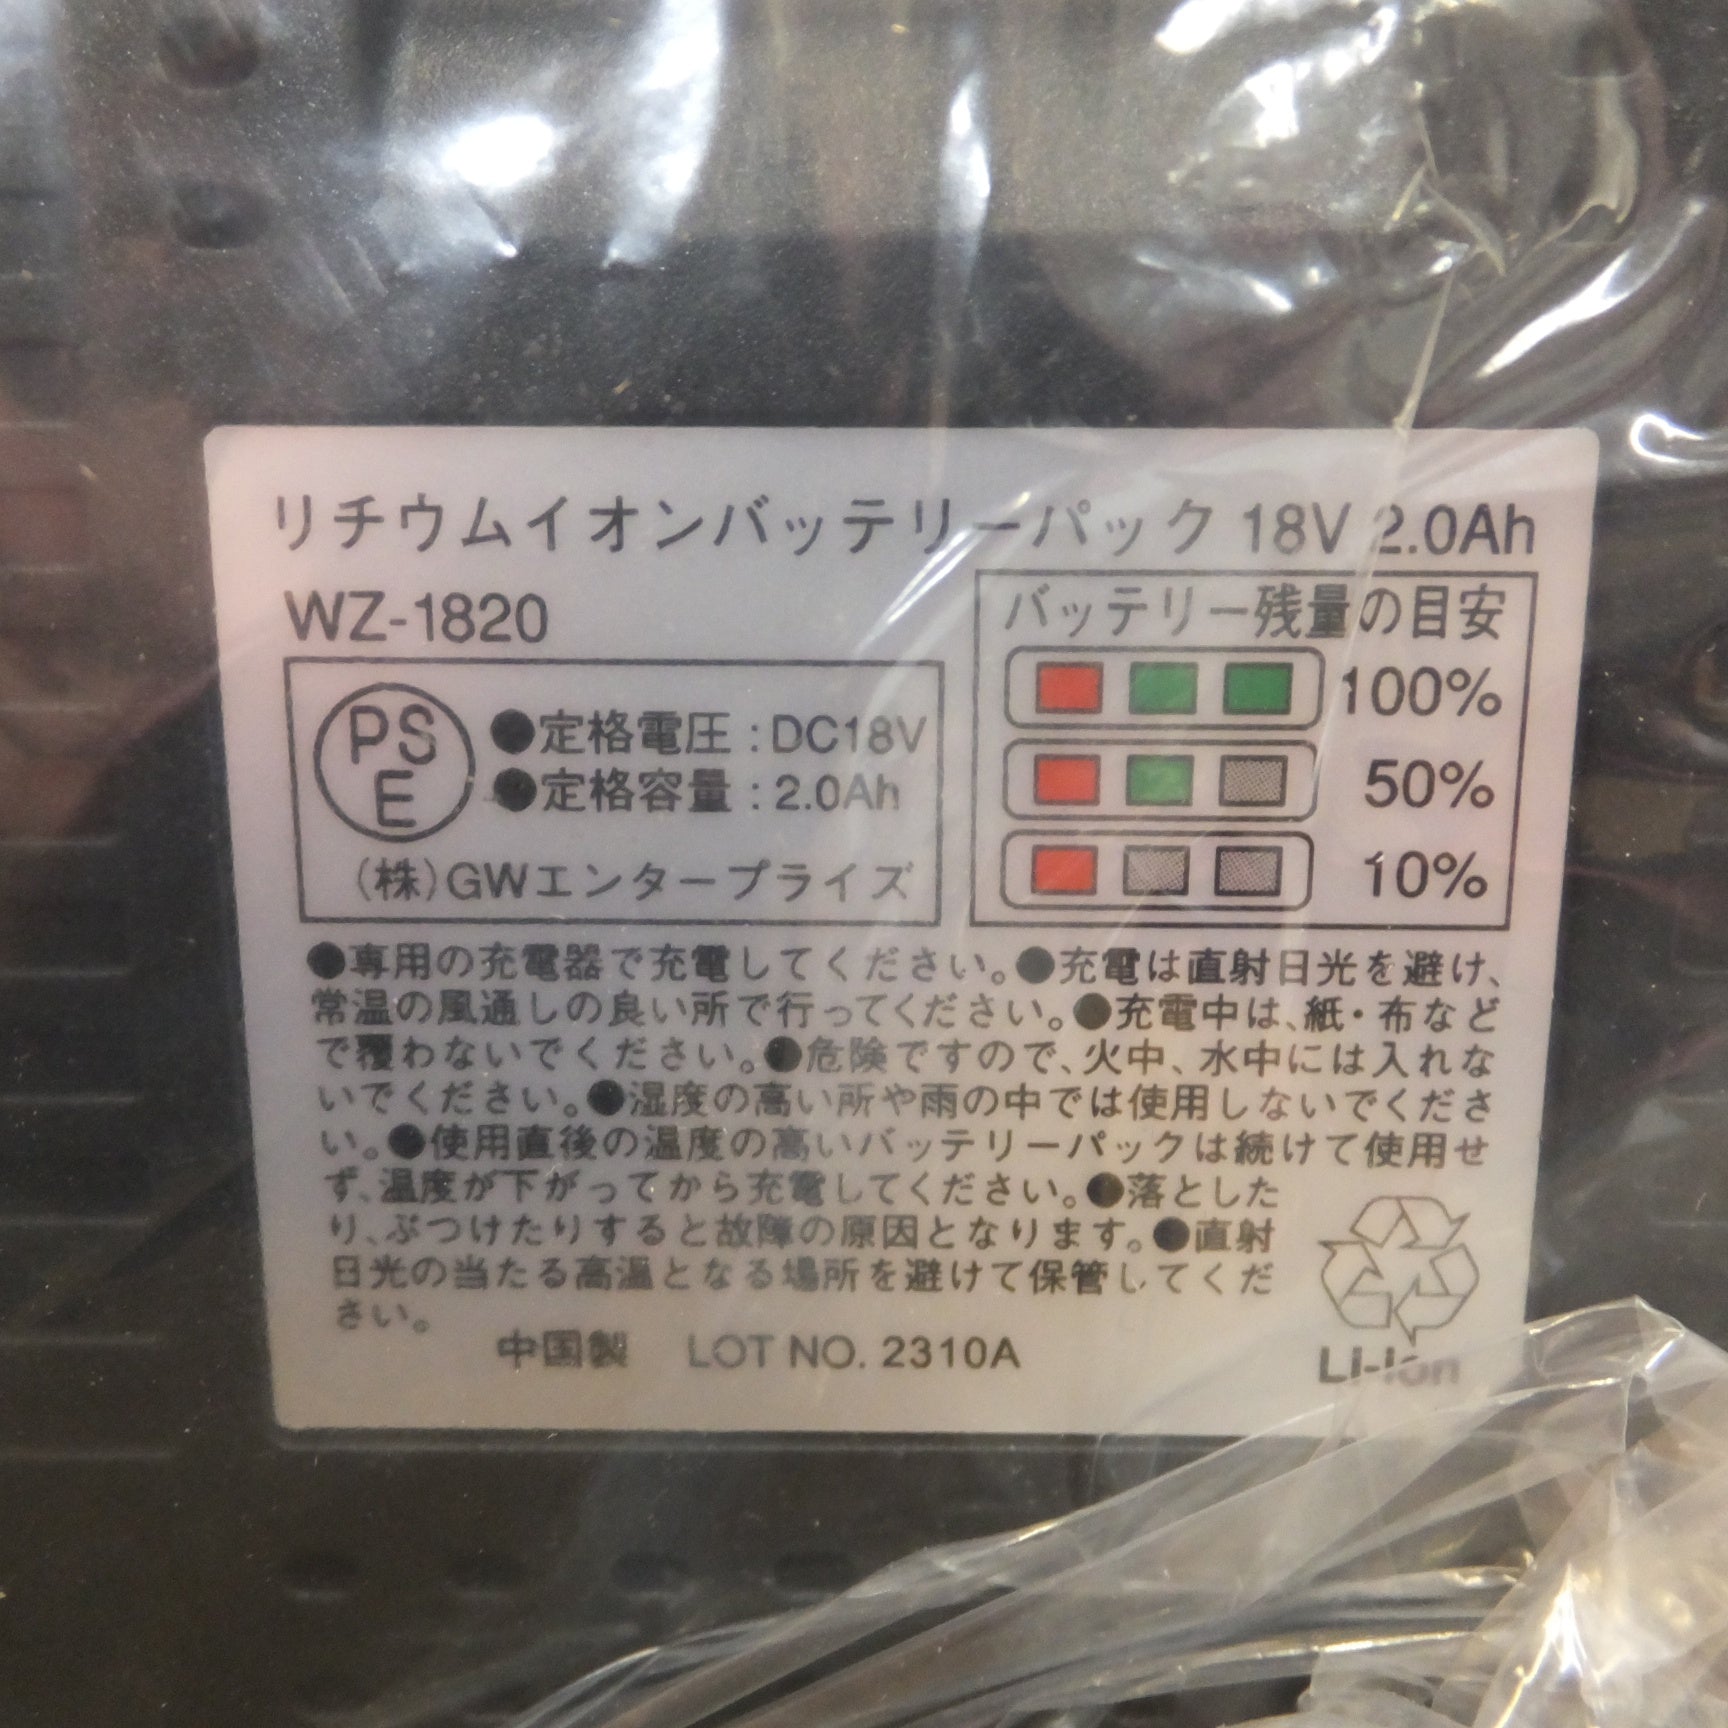 リチウムイオンバッテリーパック 18V 2.0Ah
WZ-1820
PS
E
●定格電圧:DC18V
●定格容量:2.0Ah
(株)GWエンタープライズ
バッテリー残量の目安
100%
50%
10%
●専用の充電器で充電してください。●充電は直射日光を避け、
常温の風通しの良い所で行ってください。●充電中は、紙・布など
で覆わないでください。●危険ですので、火中、水中には入れな
いでください。●湿度の高い所や雨の中では使用しないでくださ
い。●使用直後の温度の高いバッテリーパックは続けて使用せ
ず、温度が下がってから充電してください。●落とした
り、ぶつけたりすると故障の原因となります。●直射
日光の当たる高温となる場所を避けて保管してくだ
さい。
中国製 LOT NO. 2310A
LI-Ion